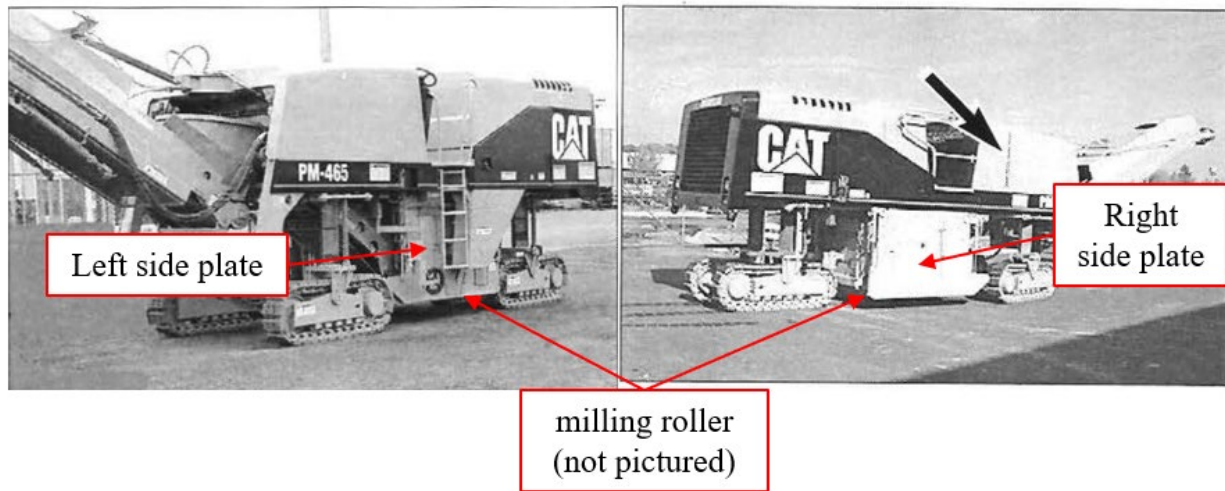 CAT
PM-465
Left side plate
CAT
Right
side plate
milling roller
(not pictured)